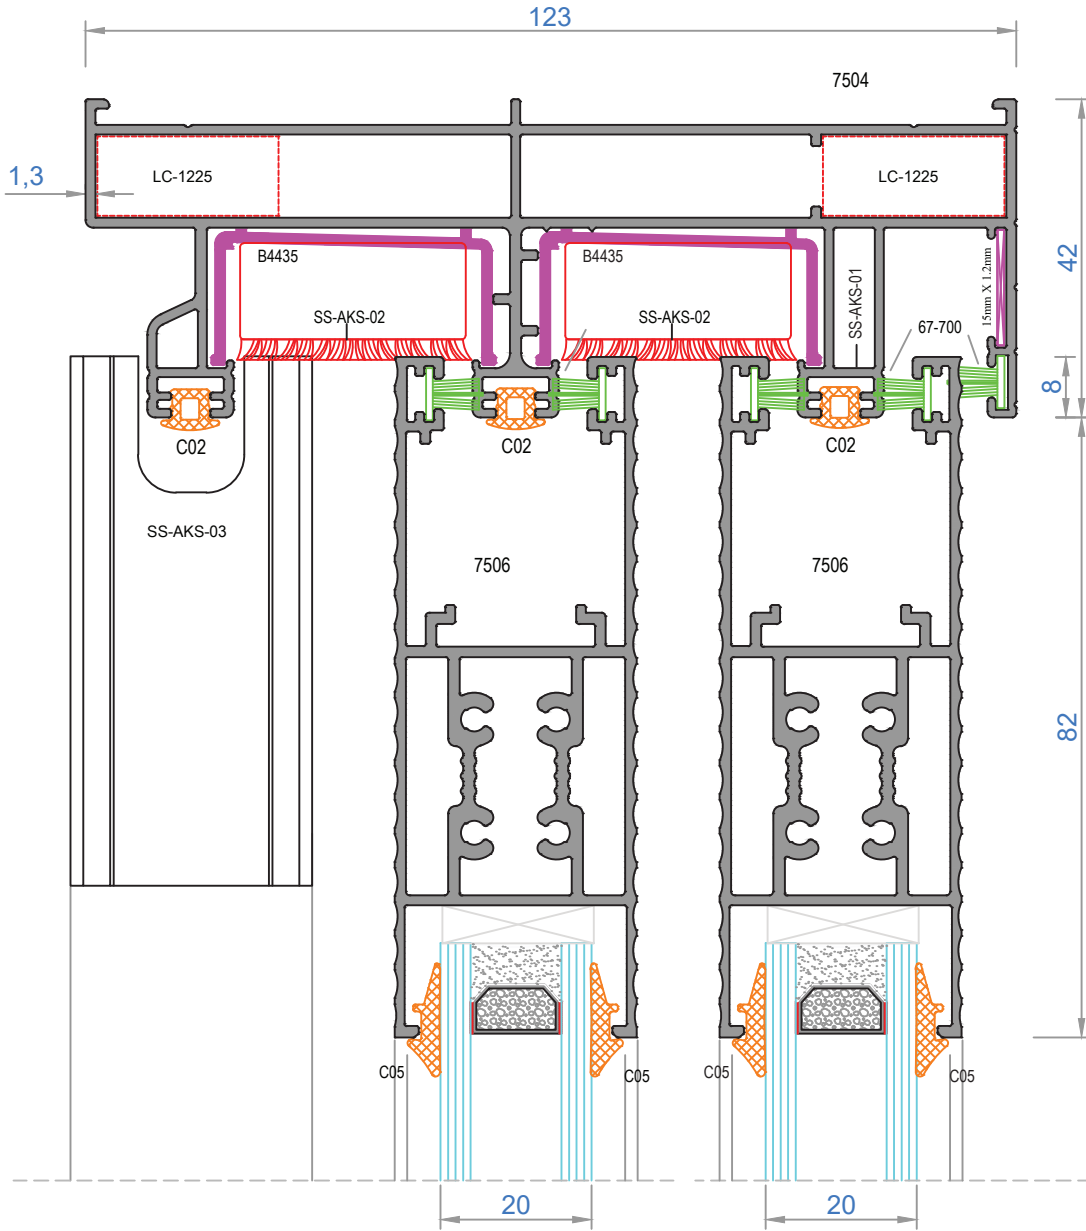 123
7504
1,3
LC-1225
LC-1225
42
B4435
B4435
15mm X 1.2mm
SS-AKS-01
SS-AKS-02
SS-AKS-02
67-700
8
C02
C02
C02
SS-AKS-03
7506
7506
82
C05
C05
C05
C05
20
20